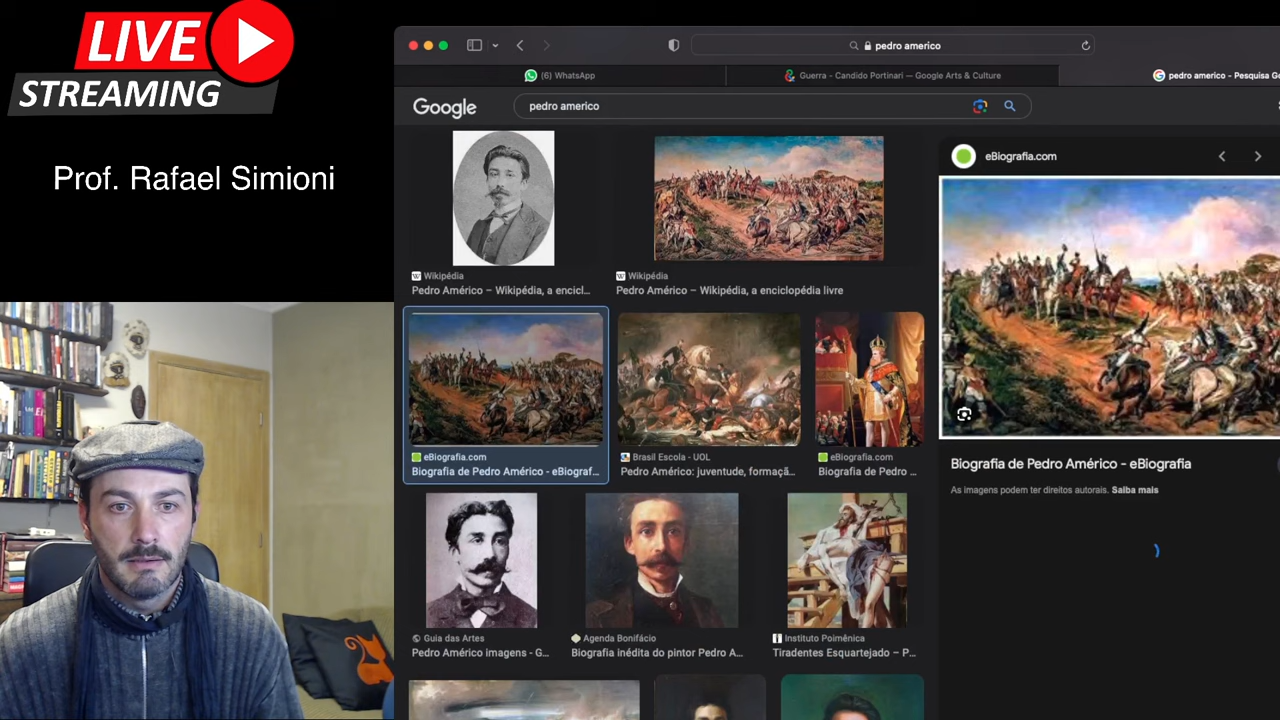 LIVE
STREAMING
Prof. Rafael Simioni
pedro americo
(6) WhatsApp
Guerra - Candido Portinari — Google Arts & Culture
pedro americo - Pesquisa
Google
pedro americo
eBiografia.com
W Wikipédia
Pedro Américo – Wikipédia, a encicl...
W Wikipédia
Pedro Américo – Wikipédia, a enciclopédia livre
eBiografia.com
Biografia de Pedro Américo - eBiograf...
Brasil Escola - UOL
Pedro Américo: juventude, formaçã...
eBiografia.com
Biografia de Pedro ...
Biografia de Pedro Américo - eBiografia
As imagens podem ter direitos autorais. Saiba mais
Guia das Artes
Pedro Américo imagens - G...
Agenda Bonifácio
Biografia inédita do pintor Pedro A...
Instituto Poimênica
Tiradentes Esquartejado – P...